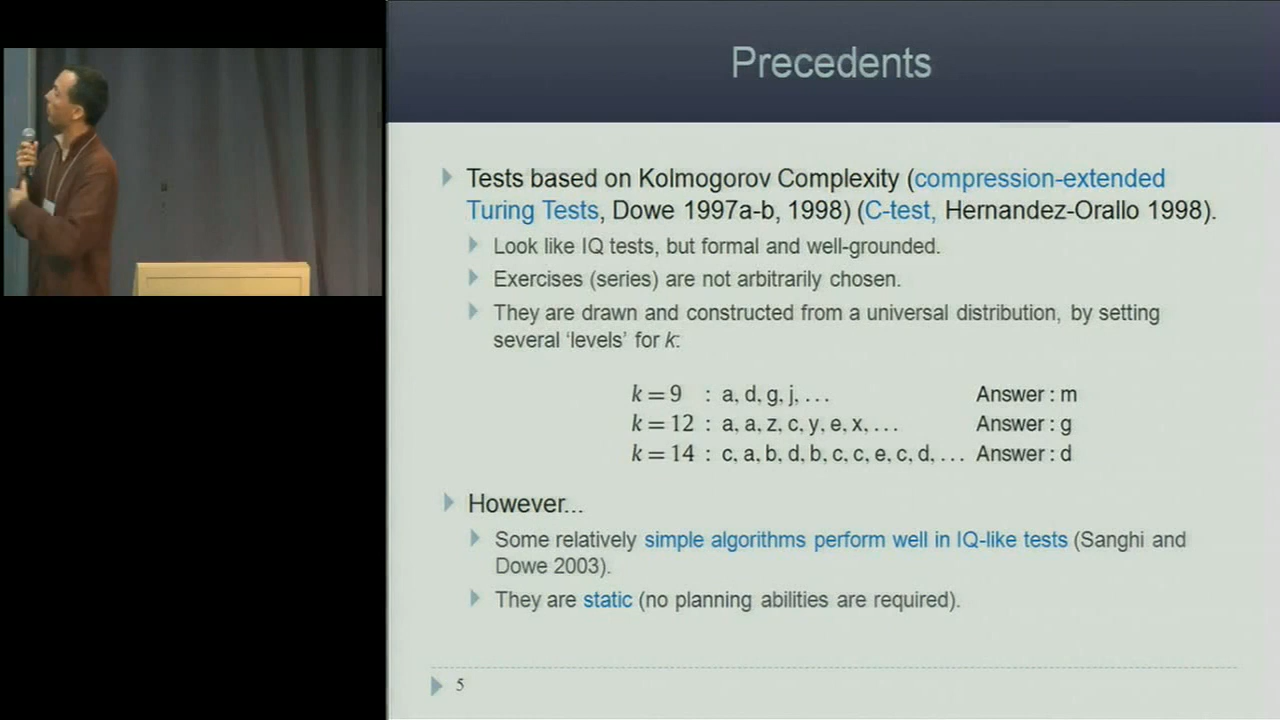 Precedents
Tests based on Kolmogorov Complexity (compression-extended
Turing Tests, Dowe 1997a-b, 1998) (C-test, Hernandez-Orallo 1998).
Look like IQ tests, but formal and well-grounded.
Exercises (series) are not arbitrarily chosen.
They are drawn and constructed from a universal distribution, by setting
several ‘levels’ for k:
k = 9 : a, d, g, j, . . . Answer : m
k = 12 : a, a, z, c, y, e, x, . . . Answer : g
k = 14 : c, a, b, d, b, c, c, e, c, d, . . . Answer : d
However...
Some relatively simple algorithms perform well in IQ-like tests (Sanghi and
Dowe 2003).
They are static (no planning abilities are required).
5